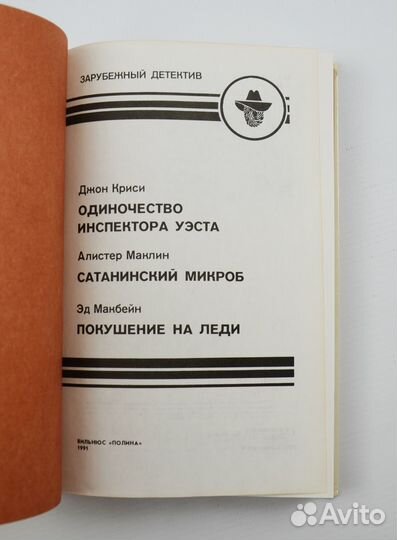 ЗАРУБЕЖНЫЙ ДЕТЕКТИВ
Джон Криси
ОДИНОЧЕСТВО
ИНСПЕКТОРА УЭСТА
Алистер Маклин
САТАНИНСКИЙ МИКРОБ
Эд Макбейн
ПОКУШЕНИЕ НА ЛЕДИ
ВИЛЬНЮС «ПОЛИНА»
1991
Avito